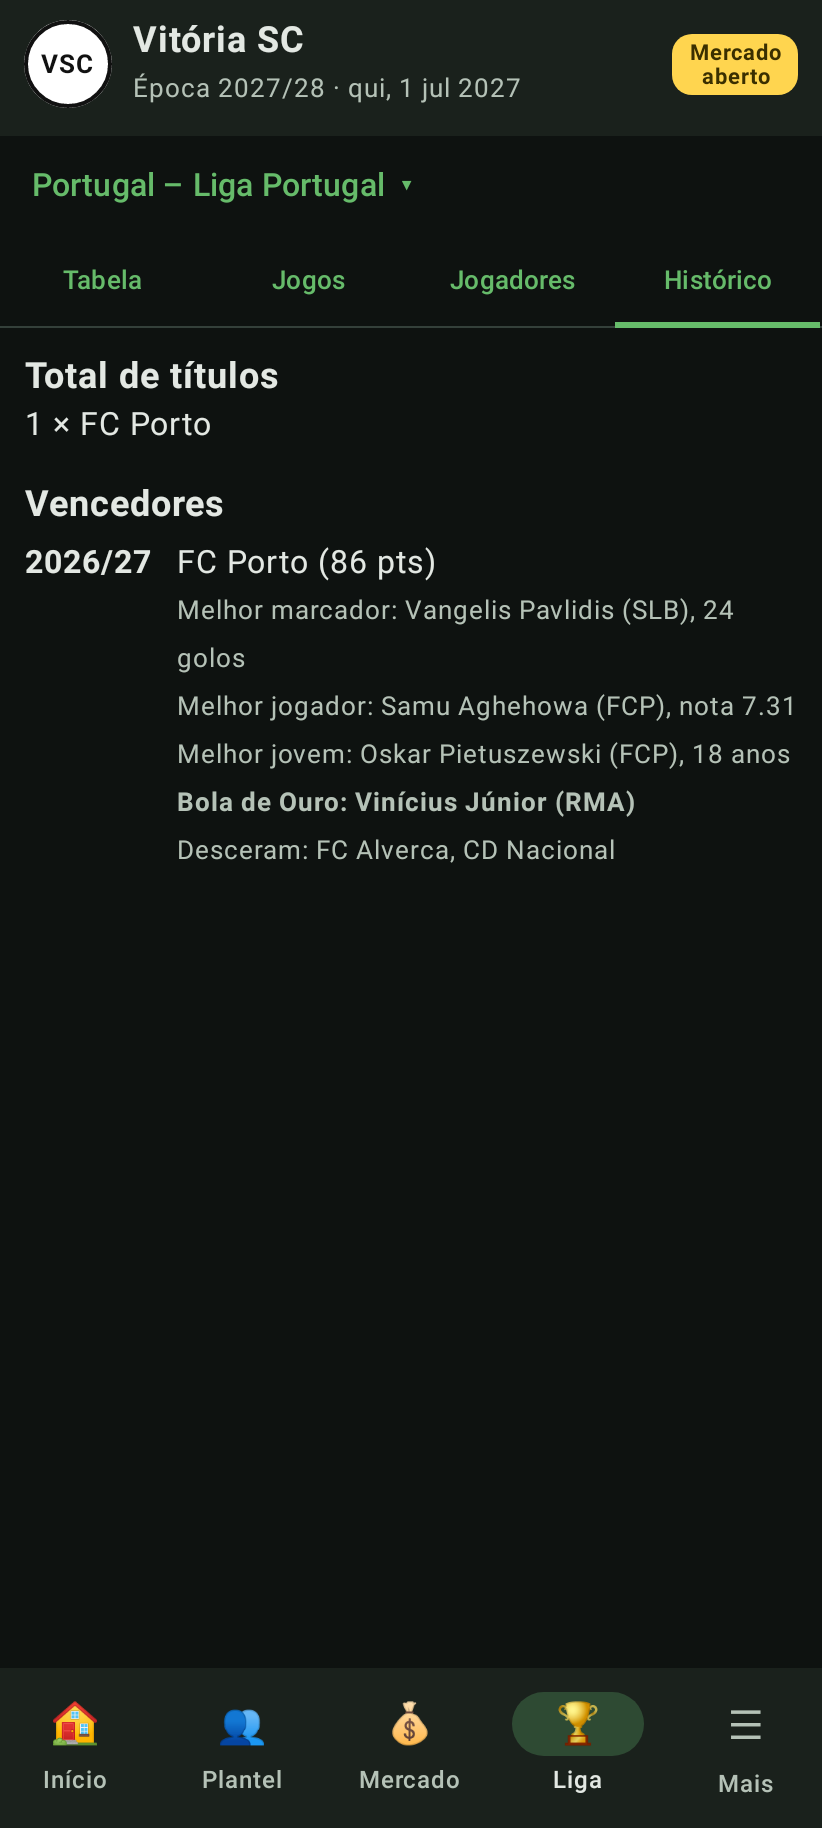 VSC
Vitória SC
Época 2027/28 · qui, 1 jul 2027
Mercado
aberto
Portugal – Liga Portugal ▾
Tabela
Jogos
Jogadores
Histórico
Total de títulos
1 × FC Porto
Vencedores
2026/27 FC Porto (86 pts)
Melhor marcador: Vangelis Pavlidis (SLB), 24
golos
Melhor jogador: Samu Aghehowa (FCP), nota 7.31
Melhor jovem: Oskar Pietuszewski (FCP), 18 anos
Bola de Ouro: Vinícius Júnior (RMA)
Desceram: FC Alverca, CD Nacional
Início
Plantel
Mercado
Liga
Mais